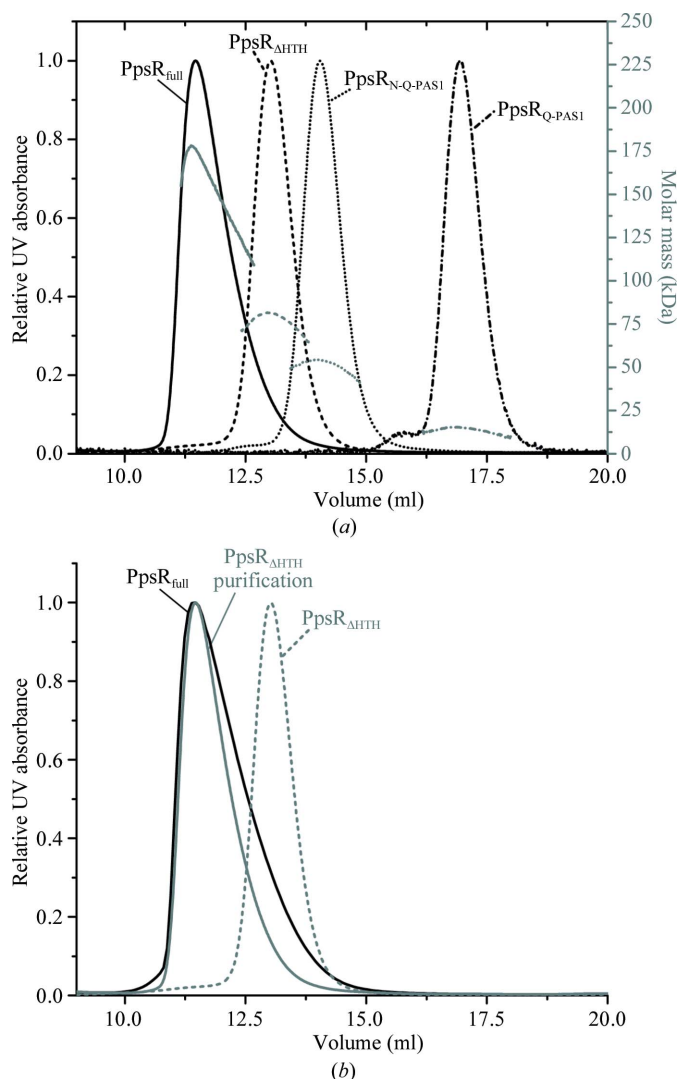 PpsRΔHTH
PpsRfull
PpsRN-Q-PAS1
PpsRQ-PAS1
Relative UV absorbance
1.0
0.8
0.6
0.4
0.2
0.0
250
225
200
175
150
125
100
75
50
25
0
Molar mass (kDa)
10.0 12.5 15.0 17.5 20.0
Volume (ml)
(a)
PpsRfull
PpsRΔHTH
purification
PpsRΔHTH
Relative UV absorbance
1.0
0.8
0.6
0.4
0.2
0.0
10.0 12.5 15.0 17.5 20.0
Volume (ml)
(b)